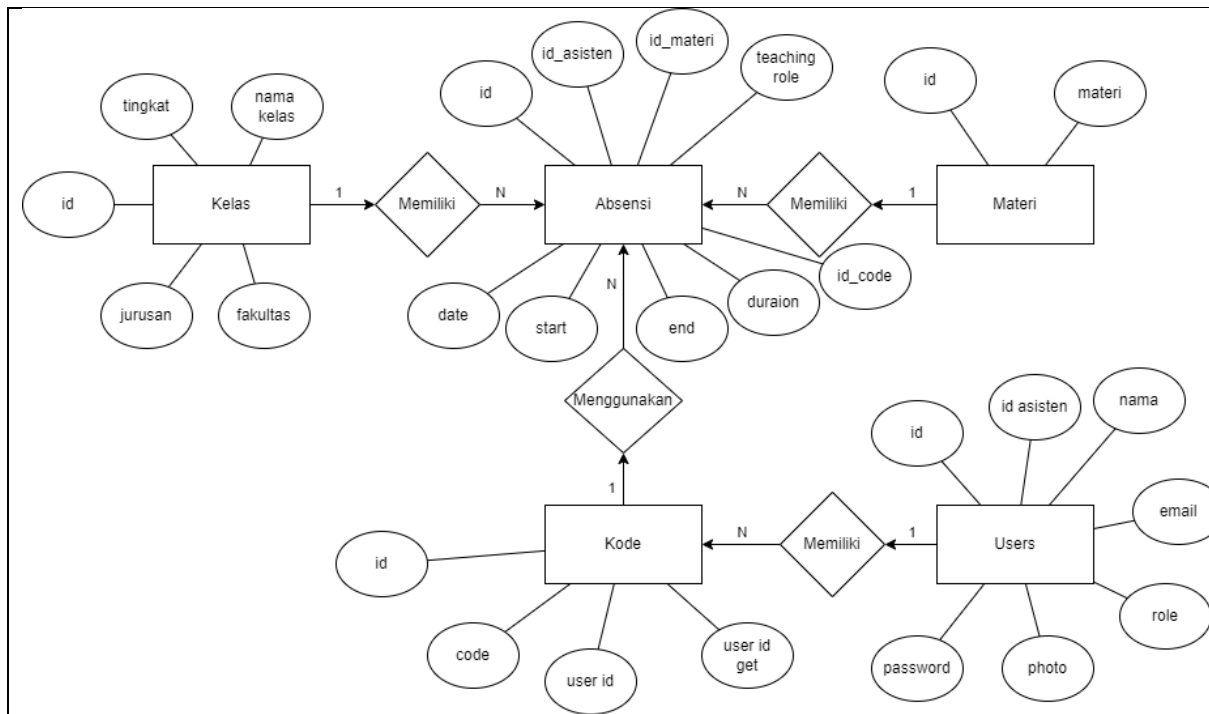 id_asisten
id_materi
teaching
role
id
id
materi
tingkat
nama
kelas
id
Kelas
1
Memiliki
N
Absensi
N
Memiliki
1
Materi
jurusan
fakultas
date
start
N
end
duraion
id_code
Menggunakan
id
id asisten
nama
1
email
id
Kode
N
Memiliki
1
Users
role
code
user id
user id
get
password
photo